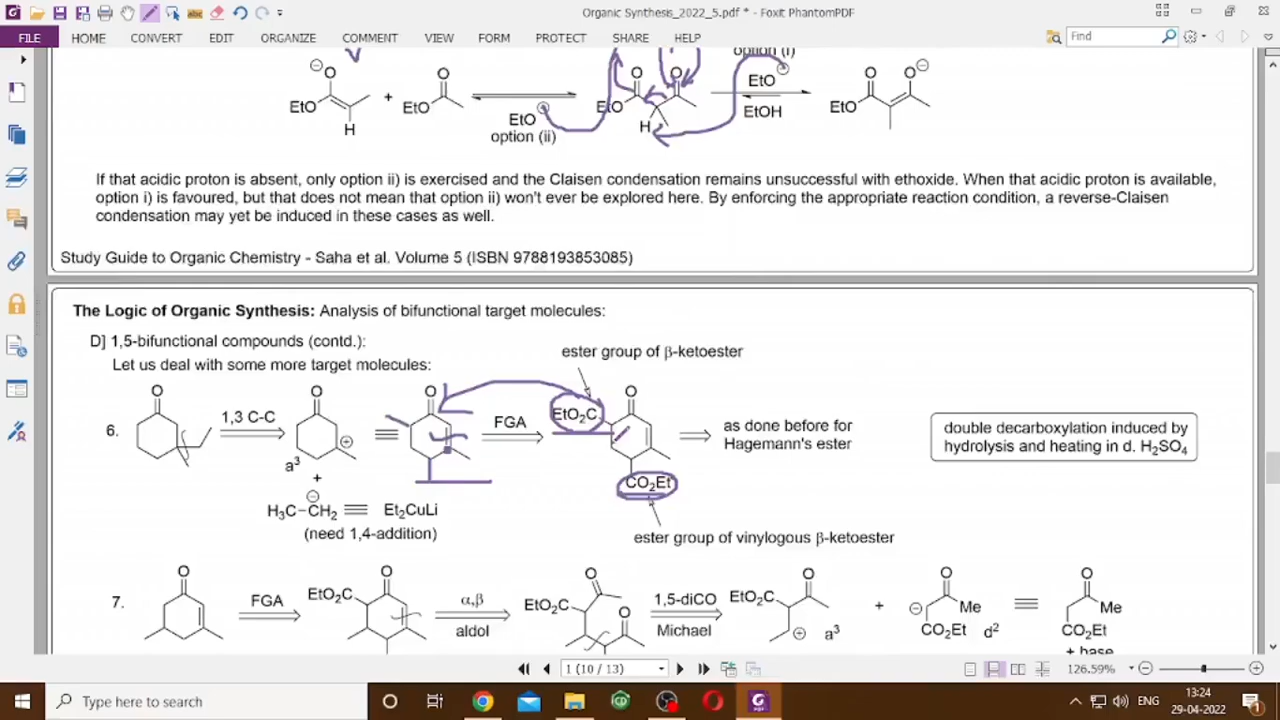 Organic Synthesis_2022_5.pdf * - Foxit PhantomPDF
FILE HOME CONVERT EDIT ORGANIZE COMMENT VIEW FORM PROTECT SHARE HELP Find
option (i)
O O O O O O
EtO + EtO EtO EtO EtO
H EtO H EtOH
option (ii)
If that acidic proton is absent, only option ii) is exercised and the Claisen condensation remains unsuccessful with ethoxide. When that acidic proton is available,
option i) is favoured, but that does not mean that option ii) won't ever be explored here. By enforcing the appropriate reaction condition, a reverse-Claisen
condensation may yet be induced in these cases as well.
Study Guide to Organic Chemistry - Saha et al. Volume 5 (ISBN 9788193853085)
The Logic of Organic Synthesis: Analysis of bifunctional target molecules:
D] 1,5-bifunctional compounds (contd.):
Let us deal with some more target molecules:
ester group of β-ketoester
O O O O
6. 1,3 C-C FGA EtO₂C
as done before for
Hagemann's ester
double decarboxylation induced by
hydrolysis and heating in d. H₂SO₄
a³
+
CO₂Et
H₃C-CH₂ ≡ Et₂CuLi
(need 1,4-addition)
ester group of vinylogous β-ketoester
7. O FGA EtO₂C O α,β
aldol
EtO₂C O O 1,5-diCO
Michael
EtO₂C O a³ + O Me
CO₂Et d² ≡ O Me
CO₂Et
+ base
1 (10 / 13) 126.59%
Type here to search
ENG
13:24
29-04-2022